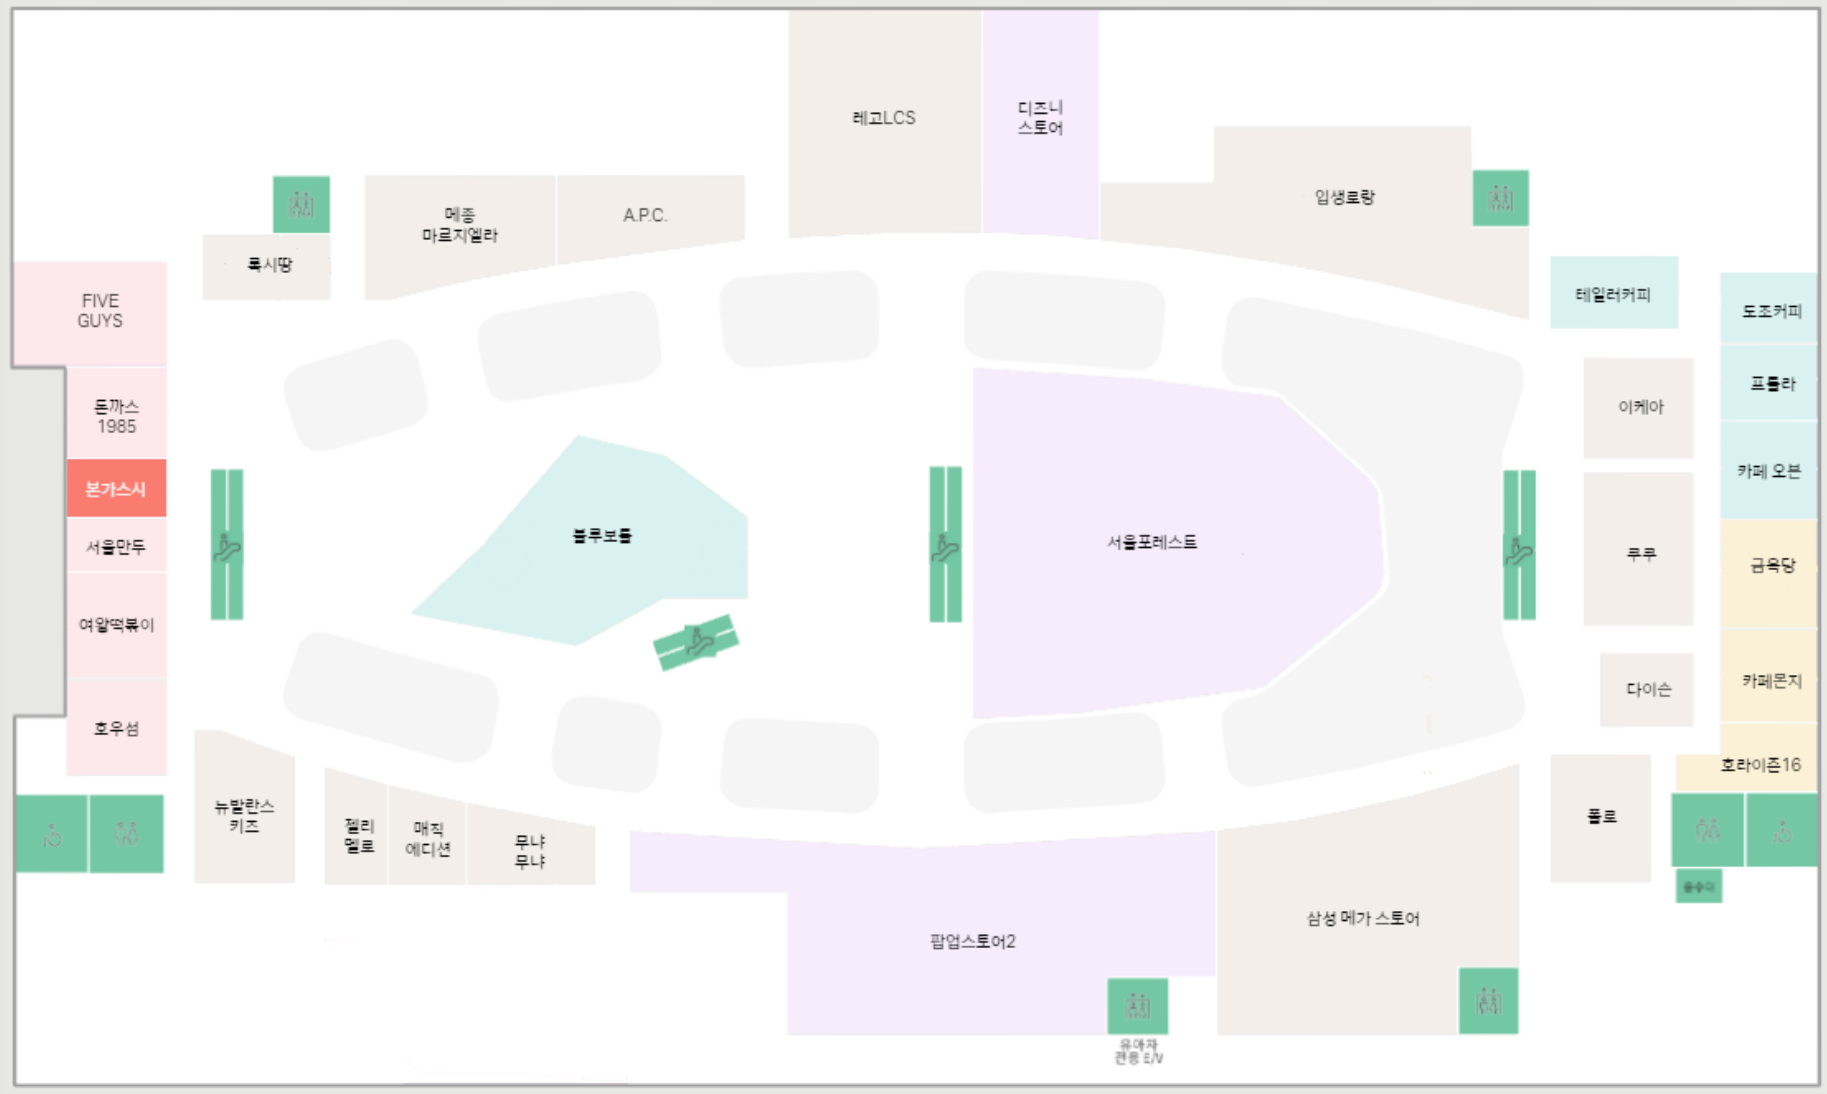 레고LCS
디즈니
스토어
입생로랑
메종
마르지엘라
A.P.C.
록시땅
FIVE
GUYS
테일러커피
도조커피
돈까스
1985
이케아
프롤라
본가스시
카페 오븐
서울만두
블루보틀
서울포레스트
쿠쿠
금옥당
여왕떡볶이
다이슨
카페몬지
호우섬
호라이즌16
뉴발란스
키즈
젤리
멜로
매직
에디션
무냐
무냐
폴로
음수대
팝업스토어2
삼성 메가 스토어
유아차
전용 E/V